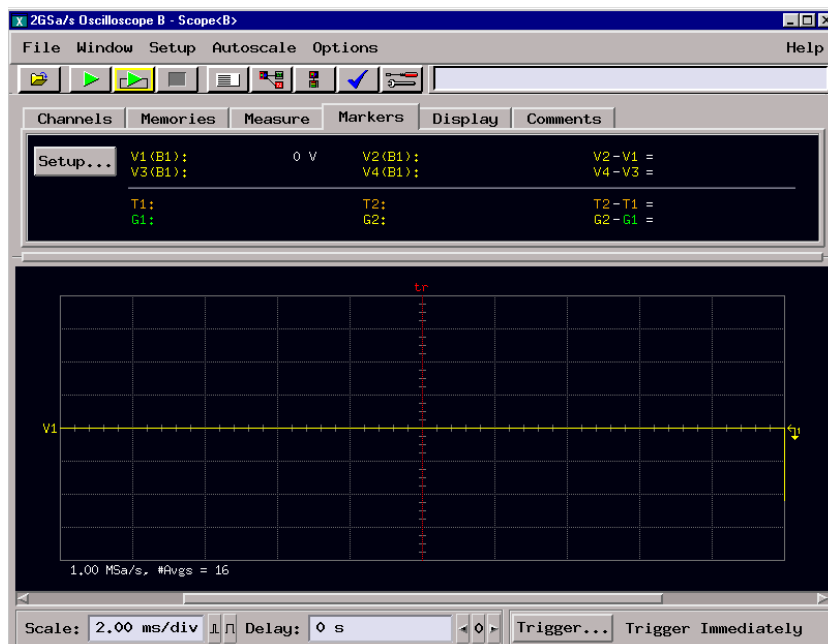 2GSa/s Oscilloscope B - Scope<B>
File Window Setup Autoscale Options Help
Channels Memories Measure Markers Display Comments
Setup... V1(B1): 0 V V2(B1): V2-V1 =
V3(B1): V4(B1): V4-V3 =
T1: T2: T2-T1 =
G1: G2: G2-G1 =
tr
V1
1.00 MSa/s, #Avgs = 16
Scale: 2.00 ms/div Delay: 0 s 0 Trigger... Trigger Immediately